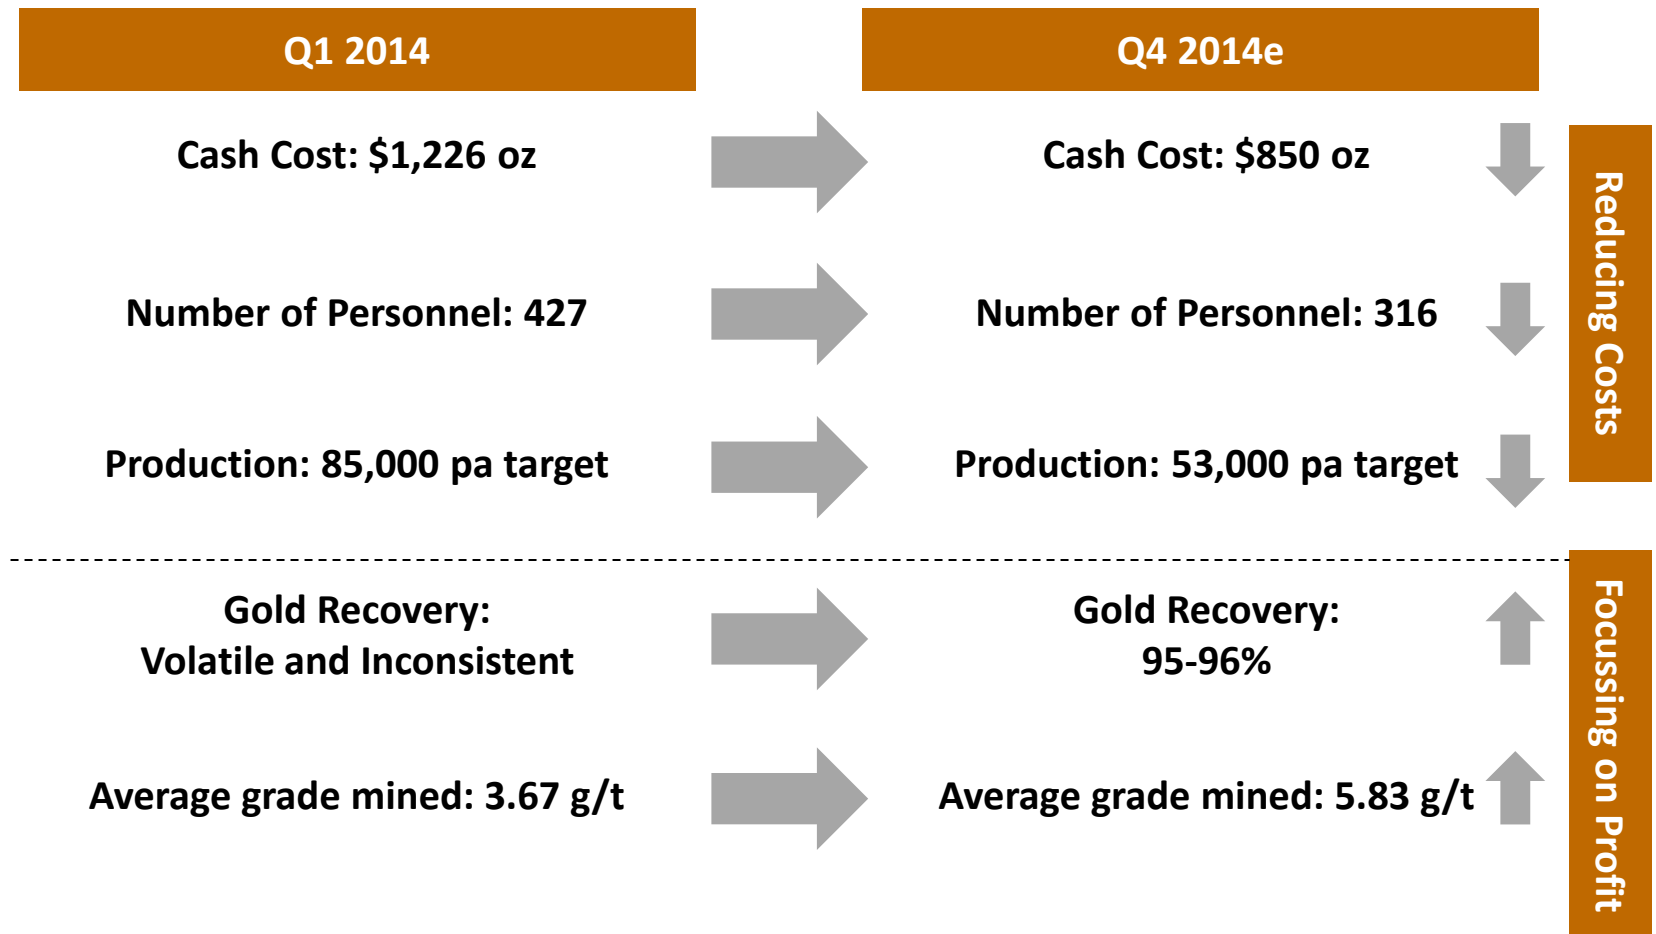 Q1 2014
Q4 2014e
Cash Cost: $1,226 oz
Cash Cost: $850 oz
Number of Personnel: 427
Number of Personnel: 316
Production: 85,000 pa target
Production: 53,000 pa target
Reducing Costs
Gold Recovery:
Volatile and Inconsistent
Gold Recovery:
95-96%
Average grade mined: 3.67 g/t
Average grade mined: 5.83 g/t
Focussing on Profit